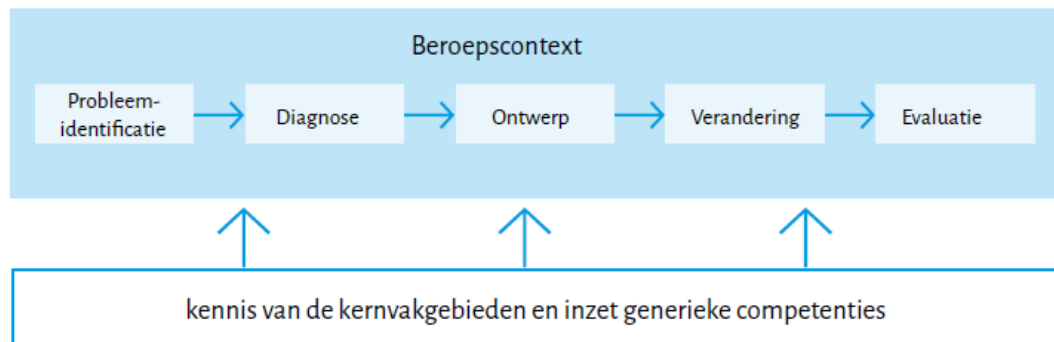 Beroepscontext
Probleem-
identificatie
Diagnose
Ontwerp
Verandering
Evaluatie
kennis van de kernvakgebieden en inzet generieke competenties